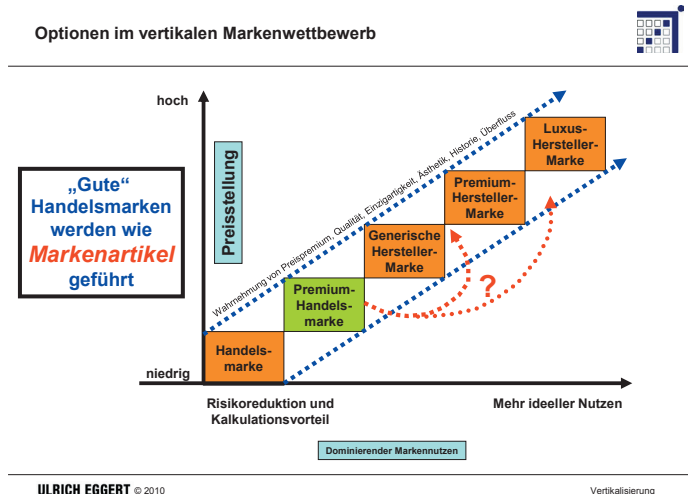 Optionen im vertikalen Markenwettbewerb
hoch
Preisstellung
niedrig
„Gute“
Handelsmarken
werden wie
Markenartikel
geführt
Wahrnehmung von Preispremium, Qualität, Einzigartigkeit, Ästhetik, Historie, Überfluss
Luxus-
Hersteller-
Marke
Premium-
Hersteller-
Marke
Generische
Hersteller-
Marke
Premium-
Handels-
marke
Handels-
marke
?
Risikoreduktion und
Kalkulationsvorteil
Mehr ideeller Nutzen
Dominierender Markennutzen
ULRICH EGGERT © 2010
Vertikalisierung